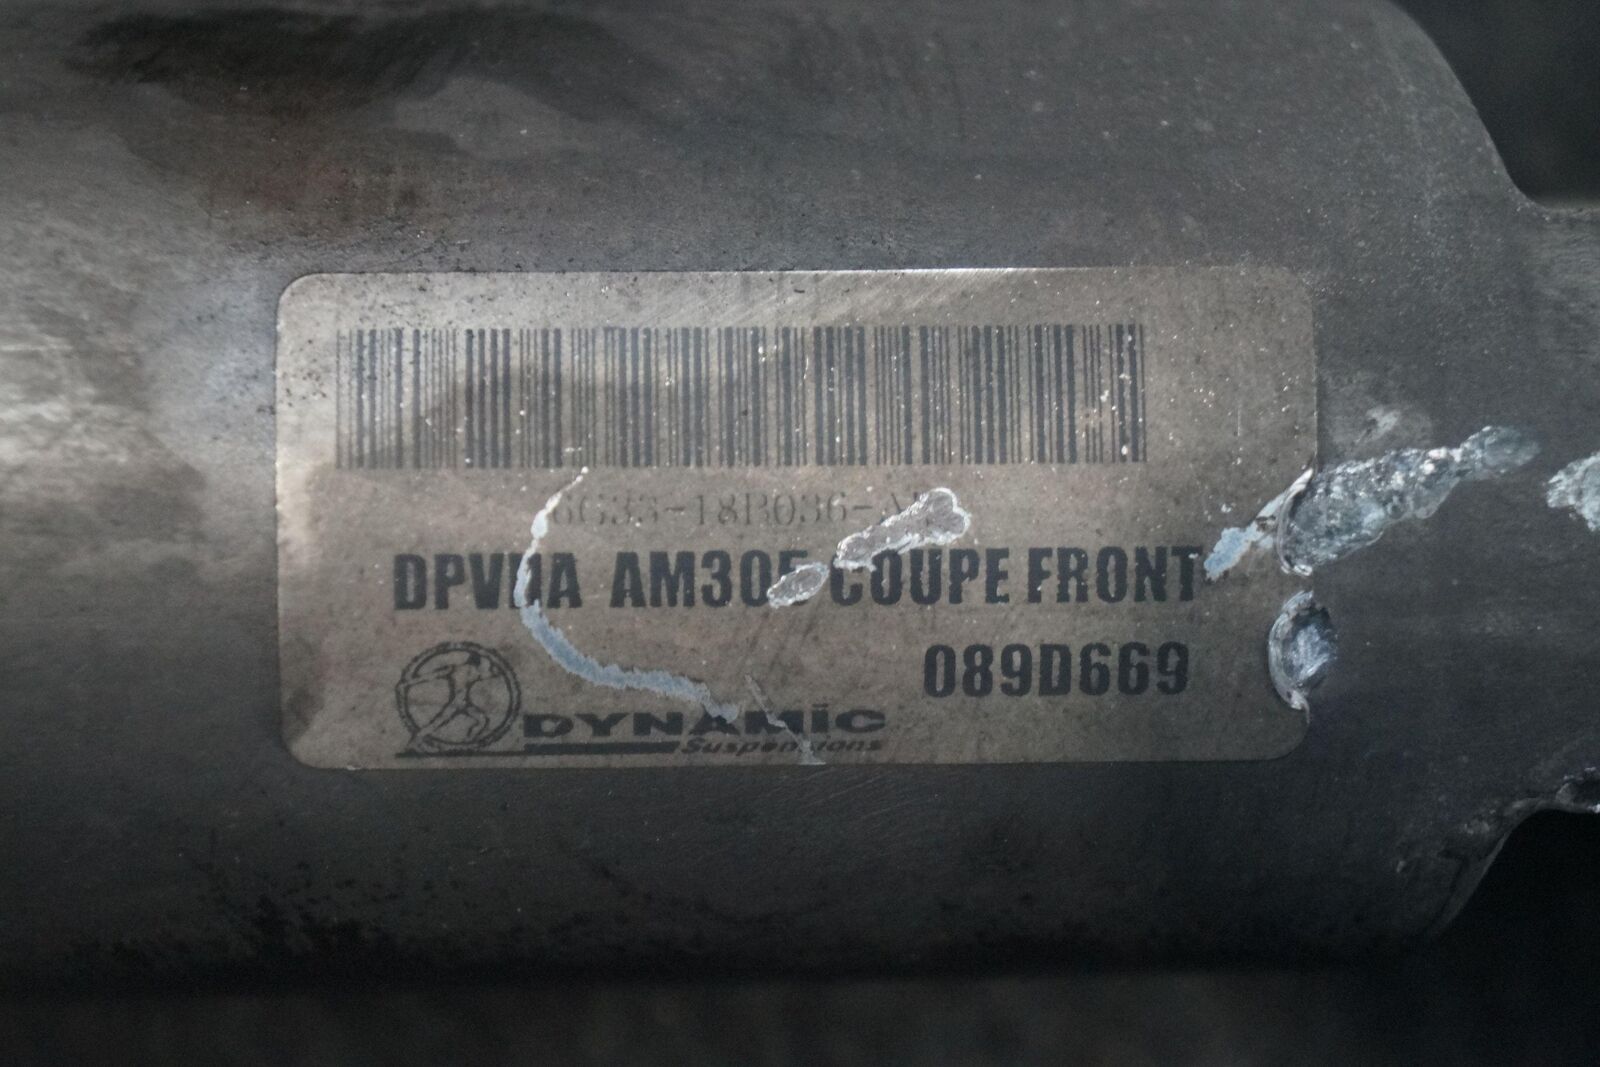 DPVDA AM305 COUPE FRONT
089D669
DYNAMiC
Suspensions